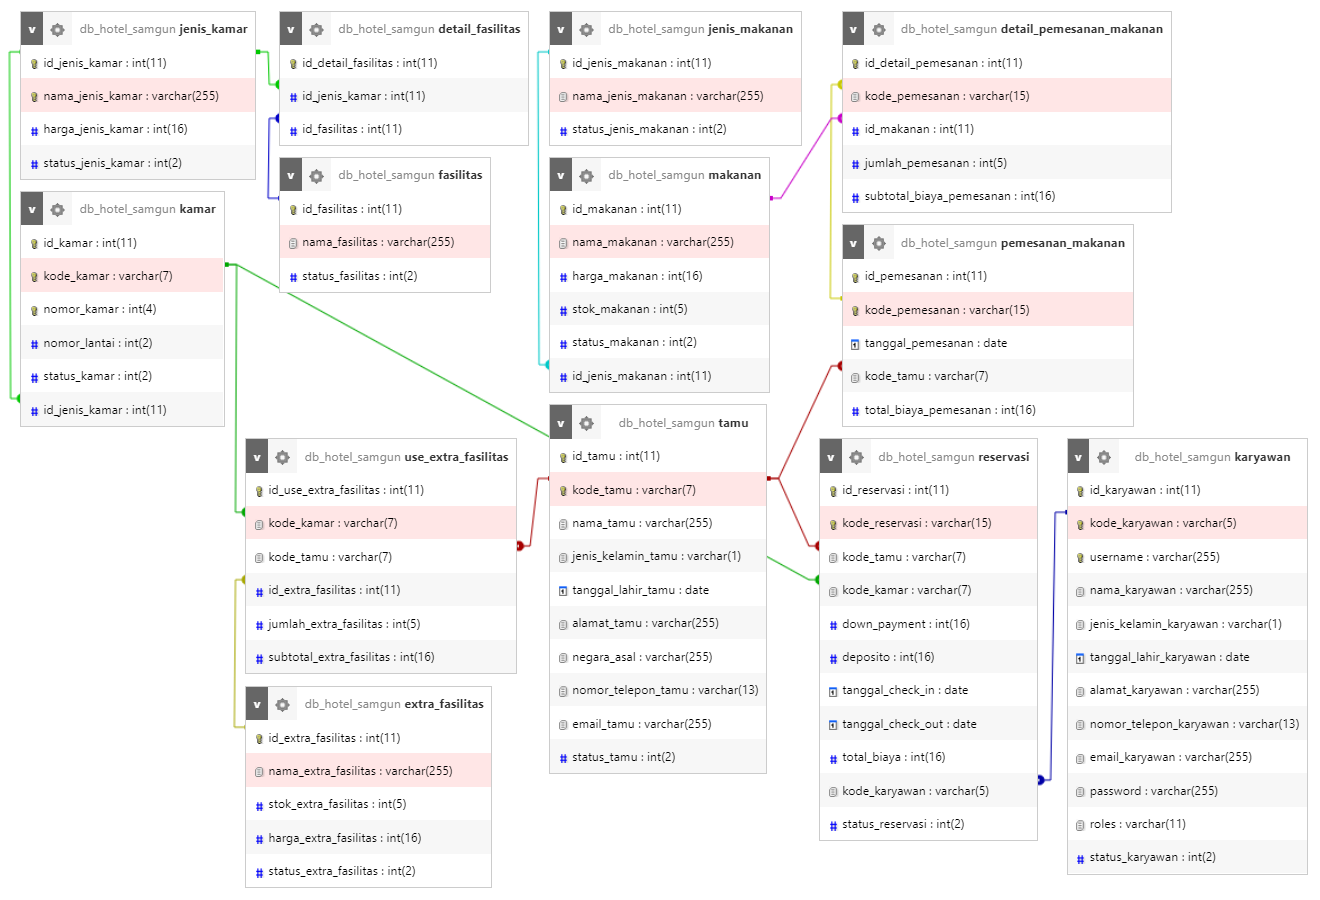 v db_hotel_samgun jenis_kamar
id_jenis_kamar : int(11)
nama_jenis_kamar : varchar(255)
harga_jenis_kamar : int(16)
status_jenis_kamar : int(2)
v db_hotel_samgun detail_fasilitas
id_detail_fasilitas : int(11)
id_jenis_kamar : int(11)
id_fasilitas : int(11)
v db_hotel_samgun jenis_makanan
id_jenis_makanan : int(11)
nama_jenis_makanan : varchar(255)
status_jenis_makanan : int(2)
v db_hotel_samgun detail_pemesanan_makanan
id_detail_pemesanan : int(11)
kode_pemesanan : varchar(15)
id_makanan : int(11)
jumlah_pemesanan : int(5)
subtotal_biaya_pemesanan : int(16)
v db_hotel_samgun kamar
id_kamar : int(11)
kode_kamar : varchar(7)
nomor_kamar : int(4)
nomor_lantai : int(2)
status_kamar : int(2)
id_jenis_kamar : int(11)
v db_hotel_samgun fasilitas
id_fasilitas : int(11)
nama_fasilitas : varchar(255)
status_fasilitas : int(2)
v db_hotel_samgun makanan
id_makanan : int(11)
nama_makanan : varchar(255)
harga_makanan : int(16)
stok_makanan : int(5)
status_makanan : int(2)
id_jenis_makanan : int(11)
v db_hotel_samgun pemesanan_makanan
id_pemesanan : int(11)
kode_pemesanan : varchar(15)
tanggal_pemesanan : date
kode_tamu : varchar(7)
total_biaya_pemesanan : int(16)
v db_hotel_samgun use_extra_fasilitas
id_use_extra_fasilitas : int(11)
kode_kamar : varchar(7)
kode_tamu : varchar(7)
id_extra_fasilitas : int(11)
jumlah_extra_fasilitas : int(5)
subtotal_extra_fasilitas : int(16)
v db_hotel_samgun tamu
id_tamu : int(11)
kode_tamu : varchar(7)
nama_tamu : varchar(255)
jenis_kelamin_tamu : varchar(1)
tanggal_lahir_tamu : date
alamat_tamu : varchar(255)
negara_asal : varchar(255)
nomor_telepon_tamu : varchar(13)
email_tamu : varchar(255)
status_tamu : int(2)
v db_hotel_samgun reservasi
id_reservasi : int(11)
kode_reservasi : varchar(15)
kode_tamu : varchar(7)
kode_kamar : varchar(7)
down_payment : int(16)
deposito : int(16)
tanggal_check_in : date
tanggal_check_out : date
total_biaya : int(16)
kode_karyawan : varchar(5)
status_reservasi : int(2)
v db_hotel_samgun karyawan
id_karyawan : int(11)
kode_karyawan : varchar(5)
username : varchar(255)
nama_karyawan : varchar(255)
jenis_kelamin_karyawan : varchar(1)
tanggal_lahir_karyawan : date
alamat_karyawan : varchar(255)
nomor_telepon_karyawan : varchar(13)
email_karyawan : varchar(255)
password : varchar(255)
roles : varchar(11)
status_karyawan : int(2)
v db_hotel_samgun extra_fasilitas
id_extra_fasilitas : int(11)
nama_extra_fasilitas : varchar(255)
stok_extra_fasilitas : int(5)
harga_extra_fasilitas : int(16)
status_extra_fasilitas : int(2)